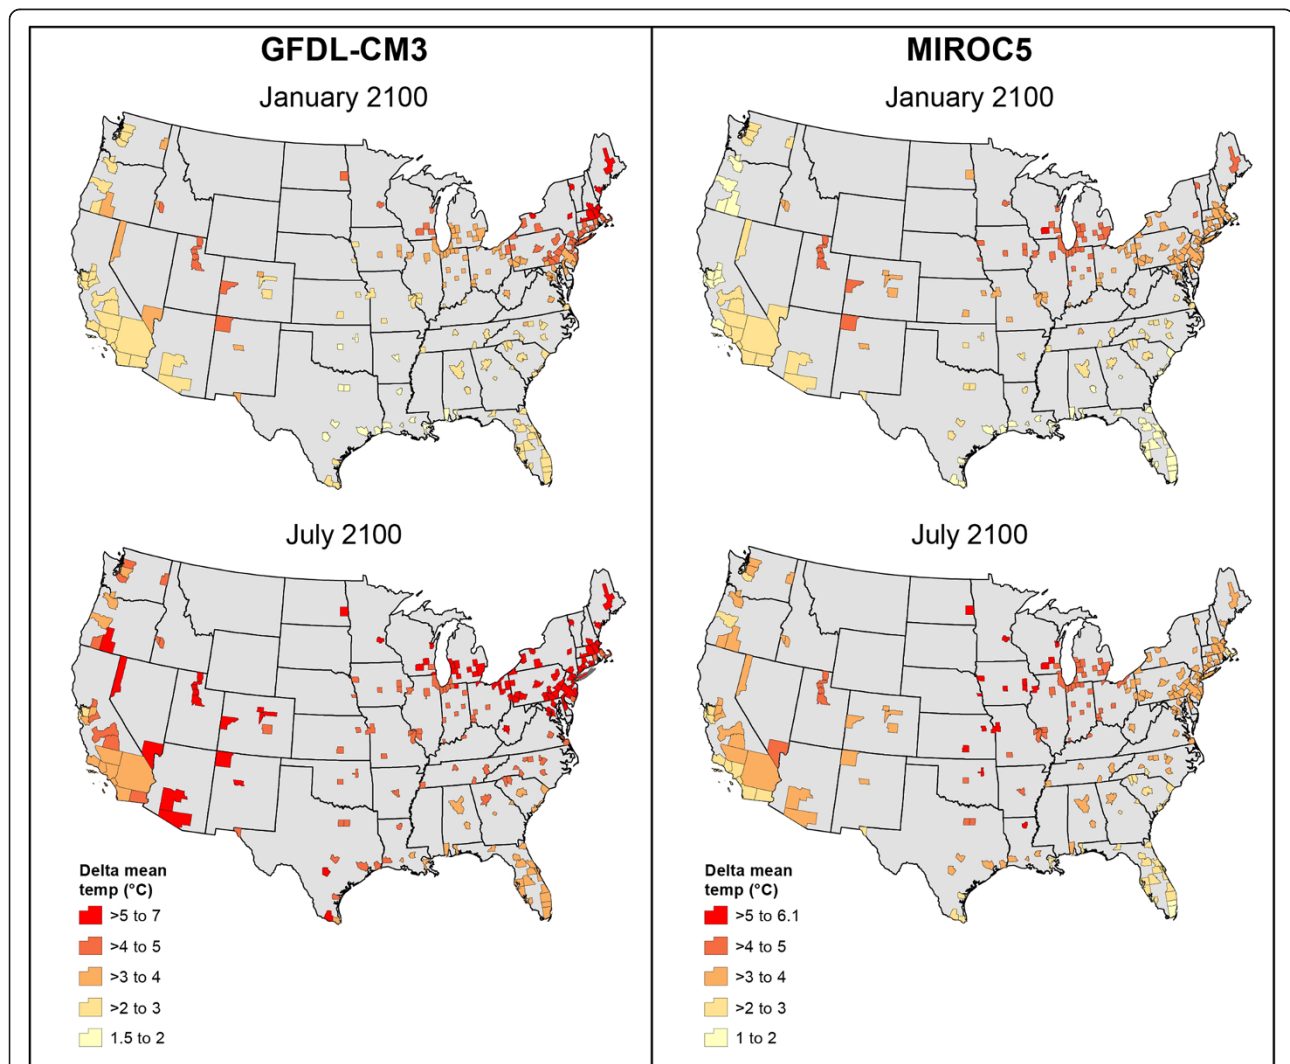 GFDL-CM3
January 2100
July 2100
Delta mean
temp (°C)
>5 to 7
>4 to 5
>3 to 4
>2 to 3
1.5 to 2
MIROC5
January 2100
July 2100
Delta mean
temp (°C)
>5 to 6.1
>4 to 5
>3 to 4
>2 to 3
1 to 2